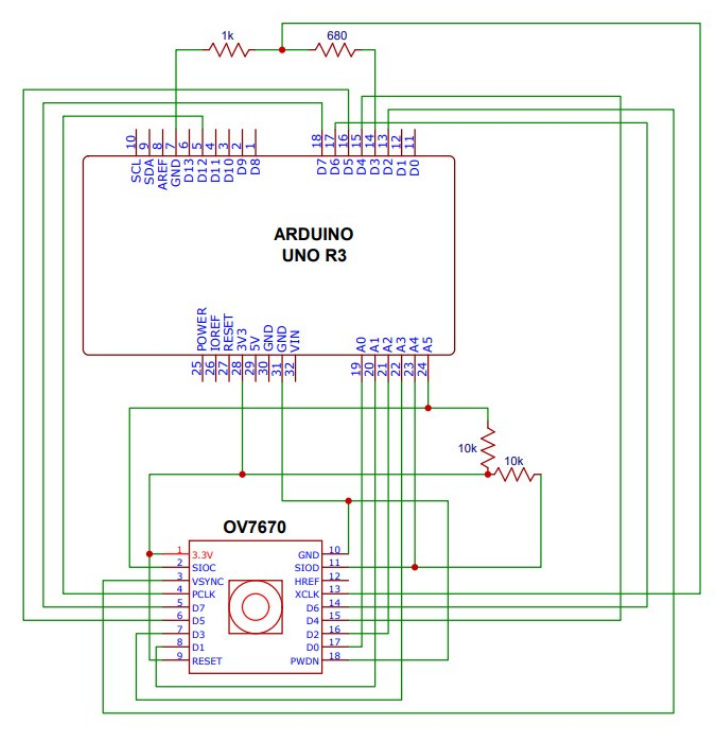 1k
680
10
9
8
7
6
5
4
3
2
1
18
17
16
15
14
13
12
11
SCL
SDA
AREF
GND
D13
D12
D11
D10
D9
D8
D7
D6
D5
D4
D3
D2
D1
D0
ARDUINO
UNO R3
POWER
IOREF
RESET
3V3
5V
GND
GND
VIN
A0
A1
A2
A3
A4
A5
25
26
27
28
29
30
31
32
19
20
21
22
23
24
10k
10k
OV7670
1 3.3V
GND 10
2 SIOC
SIOD 11
3 VSYNC
HREF 12
4 PCLK
XCLK 13
5 D7
D6 14
6 D5
D4 15
7 D3
D2 16
8 D1
D0 17
9 RESET
PWDN 18